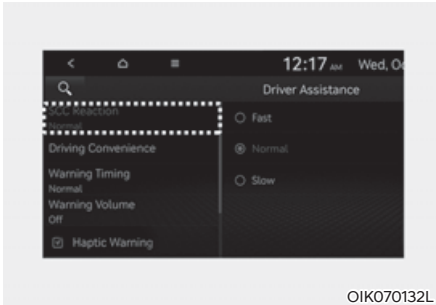 12:17 AM Wed, Oc
Driver Assistance
SCC Reaction
Normal
Driving Convenience
Warning Timing
Normal
Warning Volume
Off
Haptic Warning
Fast
Normal
Slow
OIK070132L